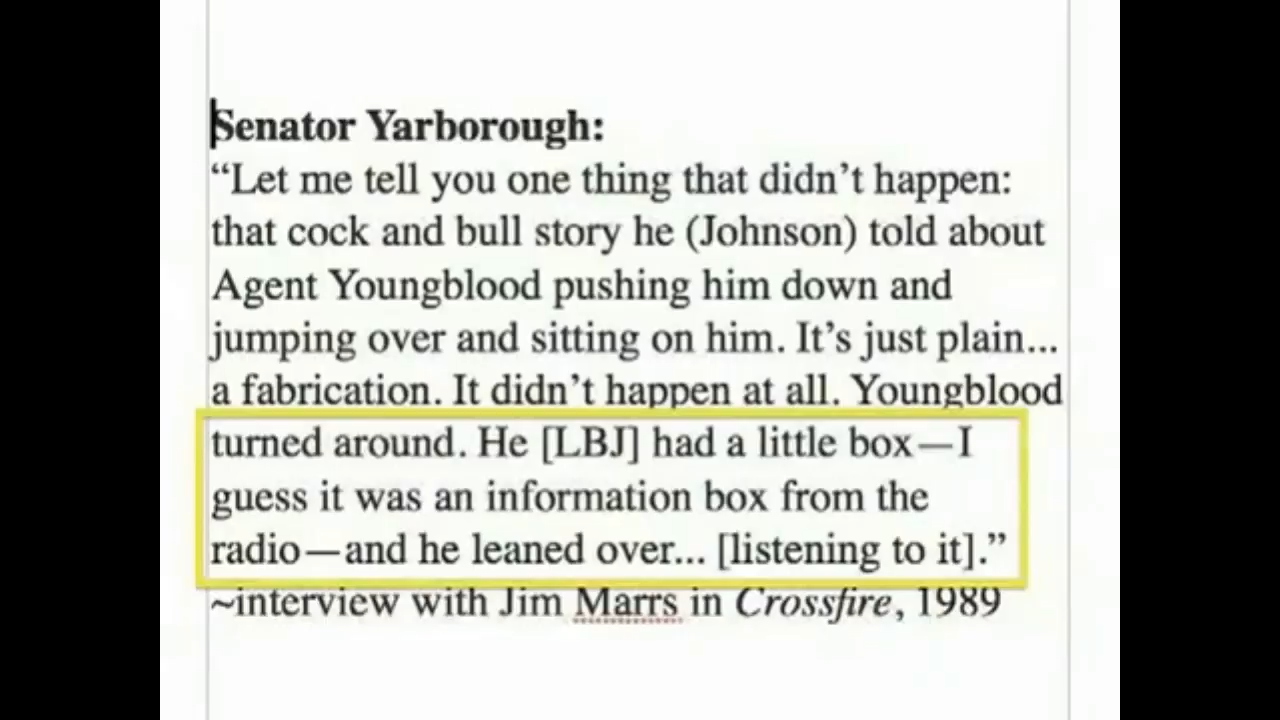 Senator Yarborough:
“Let me tell you one thing that didn’t happen:
that cock and bull story he (Johnson) told about
Agent Youngblood pushing him down and
jumping over and sitting on him. It’s just plain...
a fabrication. It didn’t happen at all. Youngblood
turned around. He [LBJ] had a little box—I
guess it was an information box from the
radio—and he leaned over... [listening to it].”
~interview with Jim Marrs in Crossfire, 1989